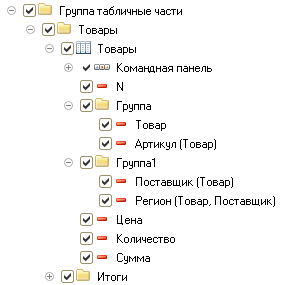 Группа табличные части
Товары
Товары
Командная панель
N
Группа
Товар
Артикул (Товар)
Группа1
Поставщик (Товар)
Регион (Товар, Поставщик)
Цена
Количество
Сумма
Итоги